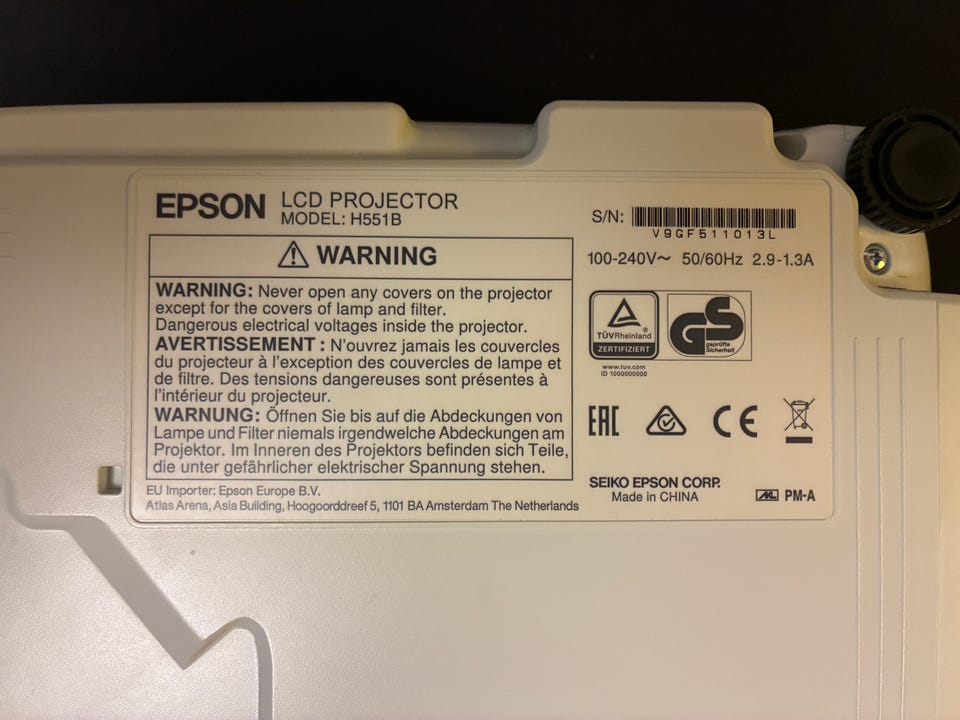 EPSON LCD PROJECTOR
MODEL: H551B
S/N:
V9GF511013L
100-240V~ 50/60Hz 2.9-1.3A
WARNING
WARNING: Never open any covers on the projector
except for the covers of lamp and filter.
Dangerous electrical voltages inside the projector.
AVERTISSEMENT : N'ouvrez jamais les couvercles
du projecteur à l'exception des couvercles de lampe et
de filtre. Des tensions dangereuses sont présentes à
l'intérieur du projecteur.
WARNUNG: Öffnen Sie bis auf die Abdeckungen von
Lampe und Filter niemals irgendwelche Abdeckungen am
Projektor. Im Inneren des Projektors befinden sich Teile,
die unter gefährlicher elektrischer Spannung stehen.
EU Importer: Epson Europe B.V.
Atlas Arena, Asia Building, Hoogoorddreef 5, 1101 BA Amsterdam The Netherlands
TÜVRheinland ®
ZERTIFIZIERT
www.tuv.com
ID 1000000000
GS
geprüfte
Sicherheit
EAC
CE
SEIKO EPSON CORP.
Made in CHINA
PM-A